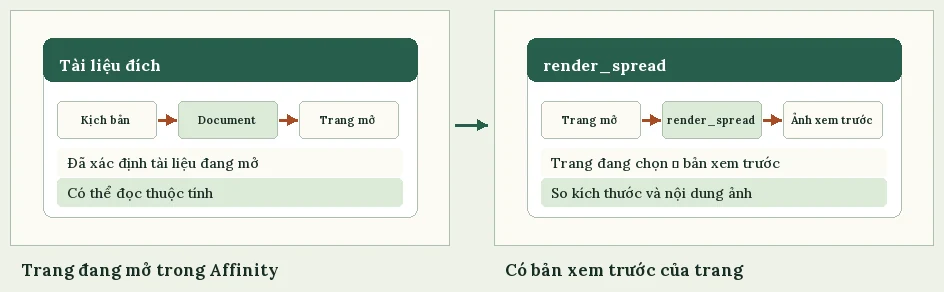 Tài liệu đích
Kịch bản
Document
Trang mở
Đã xác định tài liệu đang mở
Có thể đọc thuộc tính
Trang đang mở trong Affinity
render_spread
Trang mở
render_spread
Ảnh xem trước
Trang đang chọn ▯ bản xem trước
So kích thước và nội dung ảnh
Có bản xem trước của trang